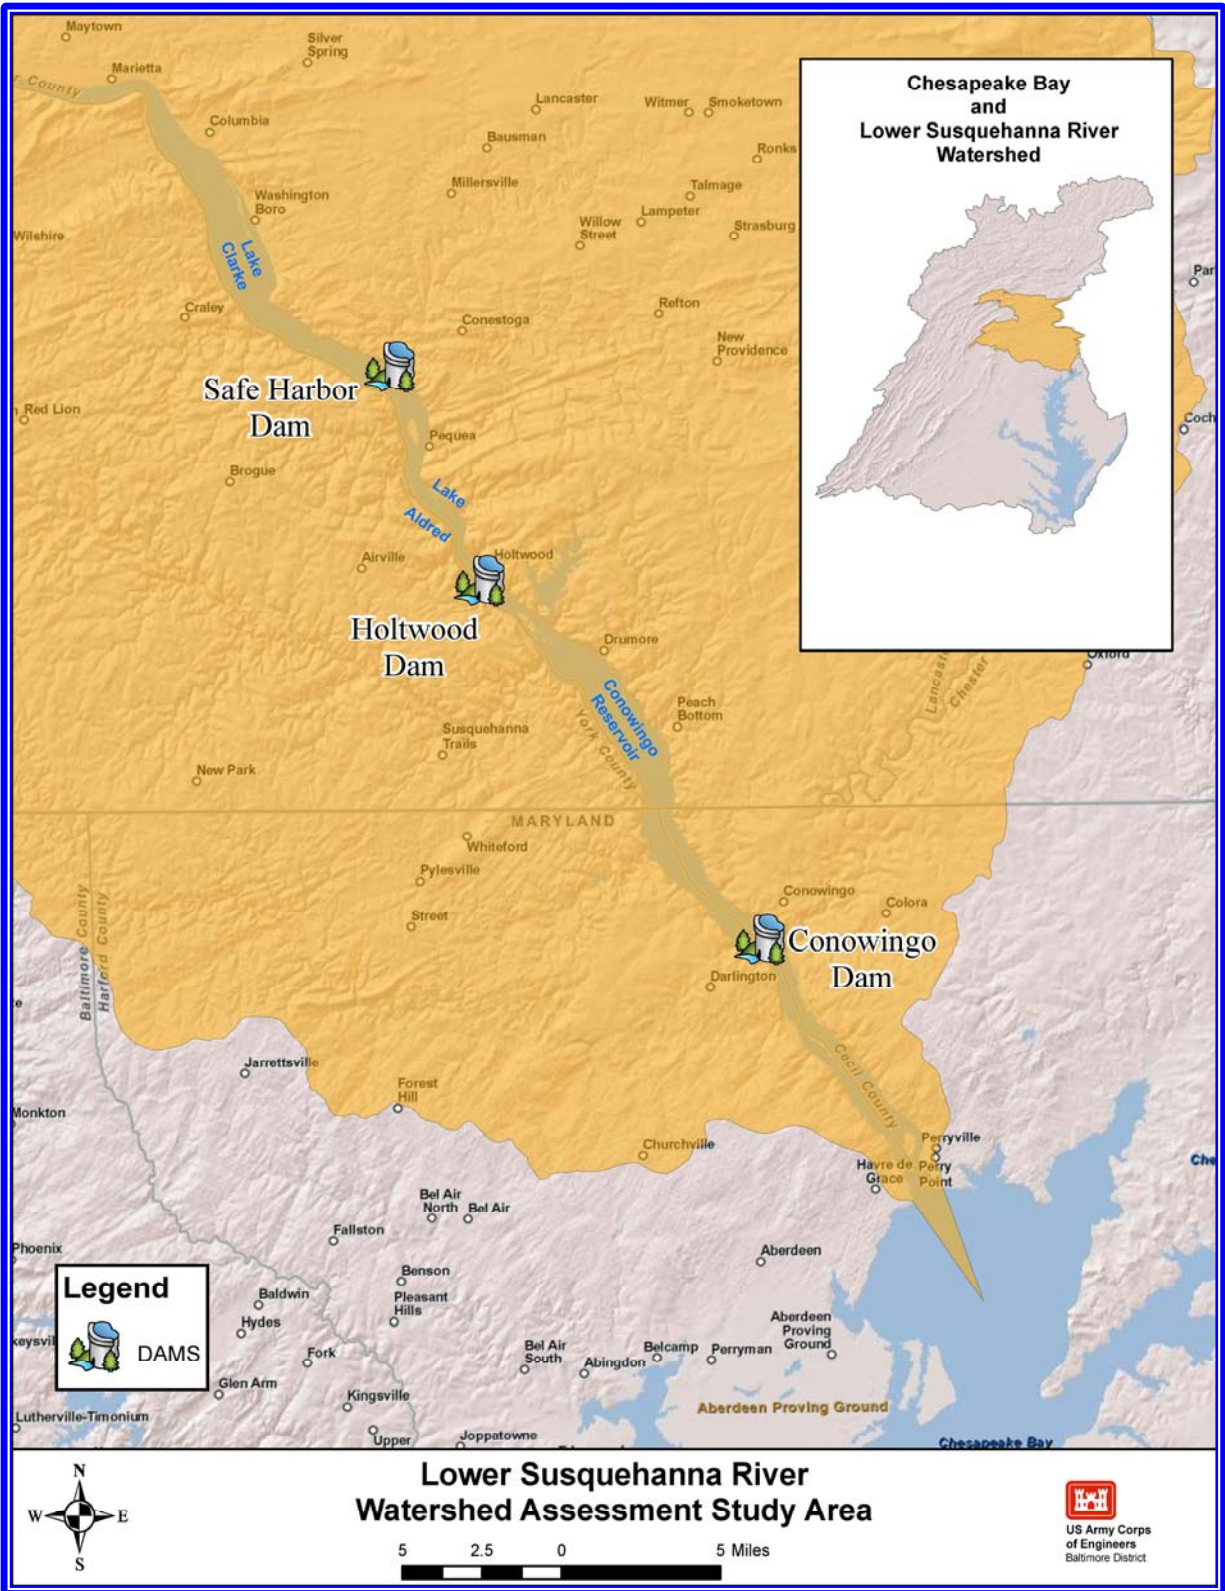 Maytown
Silver
Spring
Marietta
r County
Columbia
Lancaster
Witmer
Smoketown
Bausman
Ronks
Millersville
Talmage
Washington
Boro
Lampeter
Willow
Street
Strasburg
Wilshire
Lake
Clarke
Craley
Conestoga
Refton
New
Providence
Safe Harbor
Dam
Red Lion
Pequea
Brogue
Lake
Aldred
Airville
Holtwood
Holtwood
Dam
Drumore
Conowingo
Reservoir
Peach
Bottom
York County
Susquehanna
Trails
New Park
Lancast
Chester
Oxford
Par
Coch
Chesapeake Bay
and
Lower Susquehanna River
Watershed
MARYLAND
Whiteford
Pylesville
Street
Baltimore County
Harford County
Conowingo
Colora
Conowingo
Dam
Darlington
Cecil County
Jarrettsville
Forest
Hill
Monkton
Churchville
Perryville
Havre de
Grace
Perry
Point
Che
Bel Air
North
Bel Air
Fallston
Phoenix
Benson
Aberdeen
Pleasant
Hills
Baldwin
Hydes
Aberdeen
Proving
Ground
keysvil
Fork
Bel Air
South
Abingdon
Belcamp
Perryman
Glen Arm
Kingsville
Aberdeen Proving Ground
Lutherville-Timonium
Upper
Joppatowne
Chesapeake Bay
Legend
DAMS
N
W
E
S
Lower Susquehanna River
Watershed Assessment Study Area
5 2.5 0 5 Miles
US Army Corps
of Engineers
Baltimore District